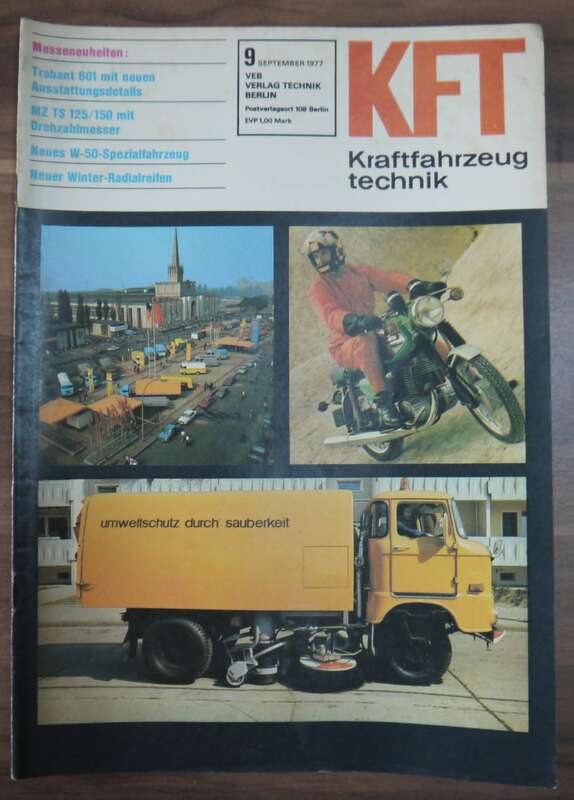 Messeneuheiten:
Trabant 601 mit neuen
Ausstattungsdetails
MZ TS 125/150 mit
Drehzahlmesser
Neues W-50-Spezialfahrzeug
Neuer Winter-Radialreifen
9 SEPTEMBER 1977
VEB
VERLAG TECHNIK
BERLIN
Postverlagsort 108 Berlin
EVP 1,00 Mark
KFT
Kraftfahrzeug
technik
umweltschutz durch sauberkeit